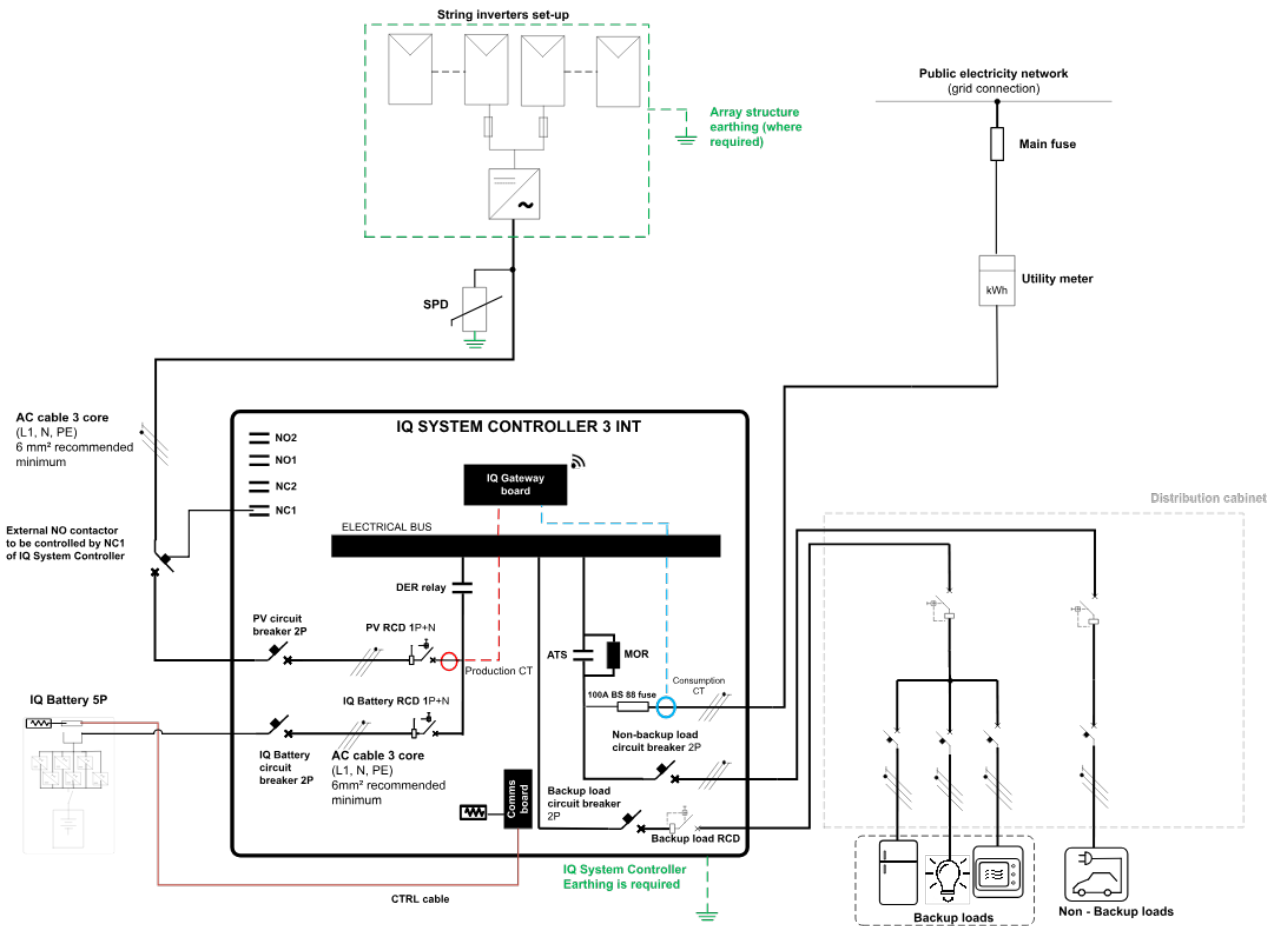 String inverters set-up
Public electricity network
(grid connection)
Array structure
earthing (where
required)
Main fuse
Utility meter
kWh
SPD
AC cable 3 core
(L1, N, PE)
6 mm² recommended
minimum
IQ SYSTEM CONTROLLER 3 INT
NO2
NO1
NC2
NC1
IQ Gateway
board
Distribution cabinet
External NO contactor
to be controlled by NC1
of IQ System Controller
ELECTRICAL BUS
DER relay
PV circuit
breaker 2P
PV RCD 1P+N
Production CT
ATS
MOR
Consumption
CT
100A BS 88 fuse
IQ Battery 5P
IQ Battery RCD 1P+N
Non-backup load
circuit breaker 2P
IQ Battery
circuit
breaker 2P
AC cable 3 core
(L1, N, PE)
6mm² recommended
minimum
Comms
board
Backup load
circuit breaker
2P
Backup load RCD
IQ System Controller
Earthing is required
CTRL cable
Backup loads
Non - Backup loads